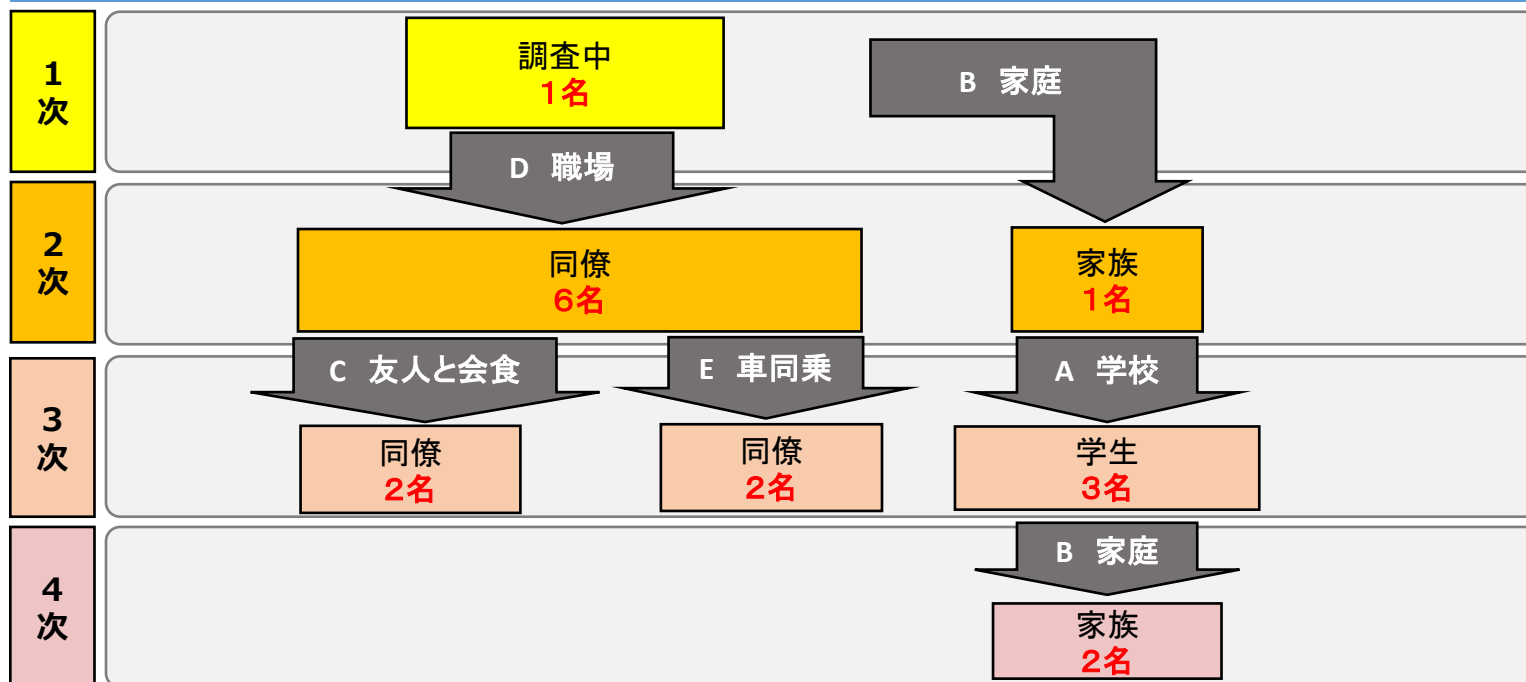 1
次
調査中
1名
B 家庭
D 職場
2
次
同僚
6名
家族
1名
C 友人と会食
E 車同乗
A 学校
3
次
同僚
2名
同僚
2名
学生
3名
B 家庭
4
次
家族
2名